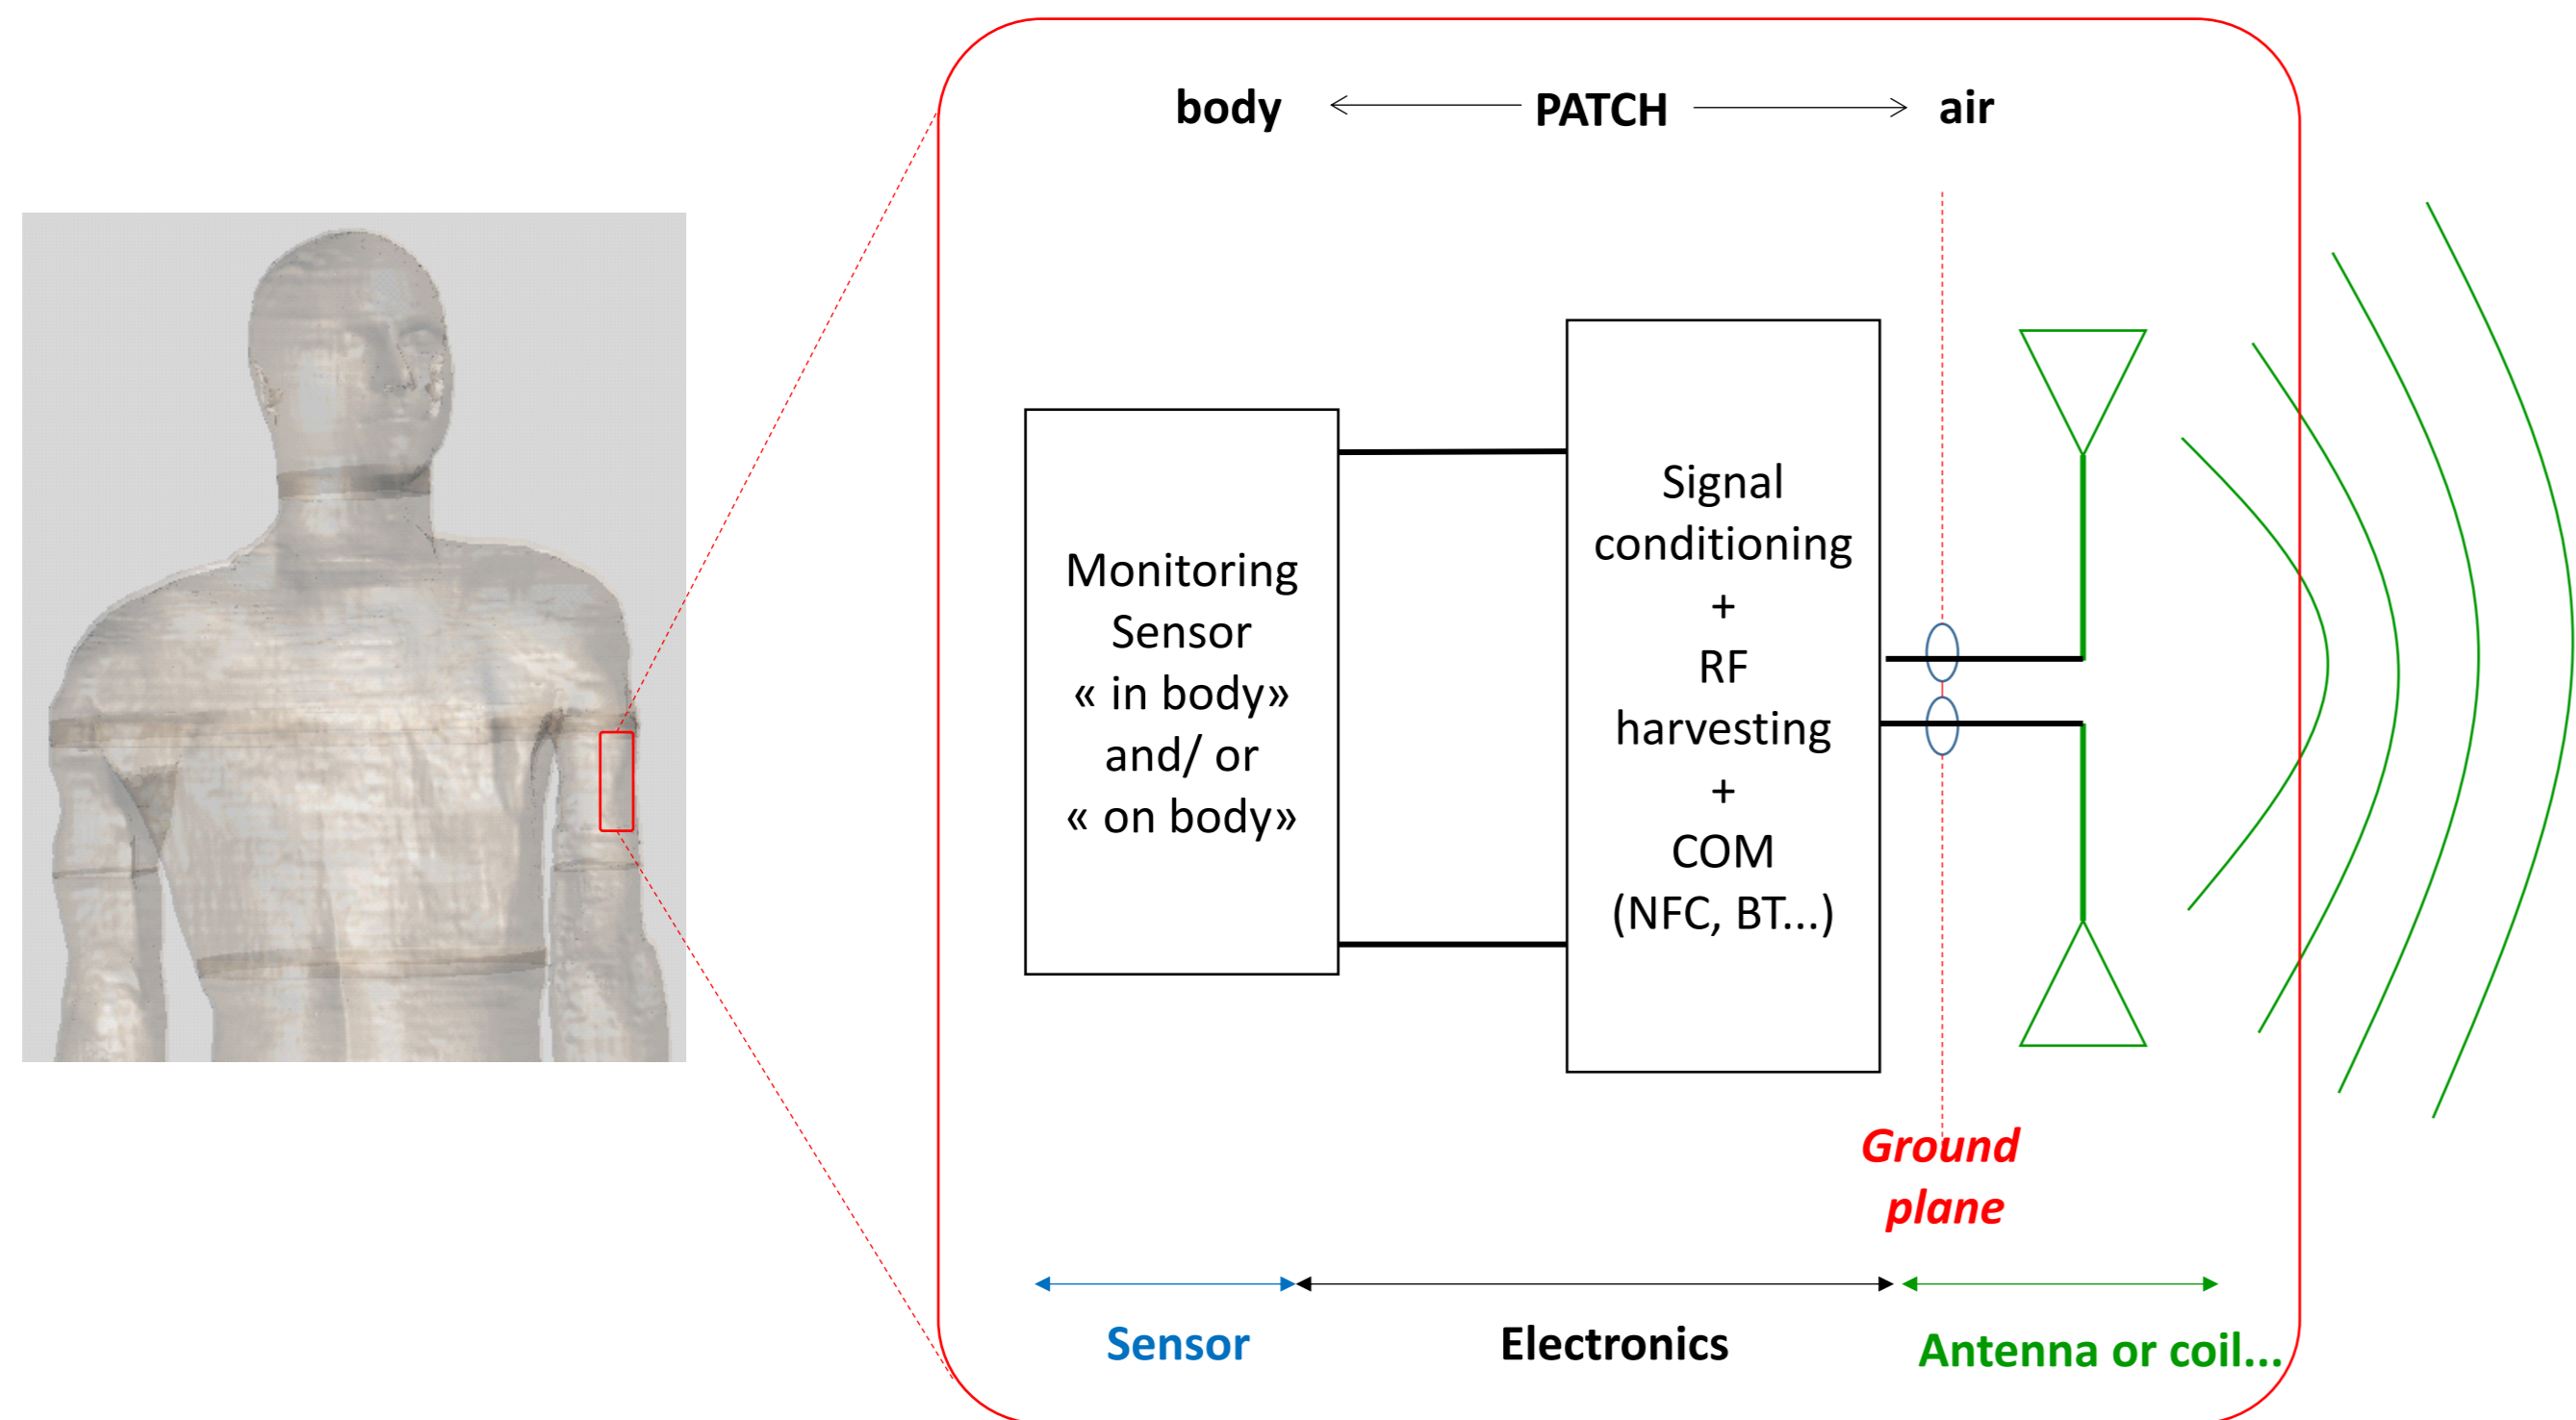 body
PATCH
air
Monitoring
Sensor
« in body»
and/ or
« on body»
Signal
conditioning
+
RF
harvesting
+
COM
(NFC, BT...)
Ground
plane
Sensor
Electronics
Antenna or coil...